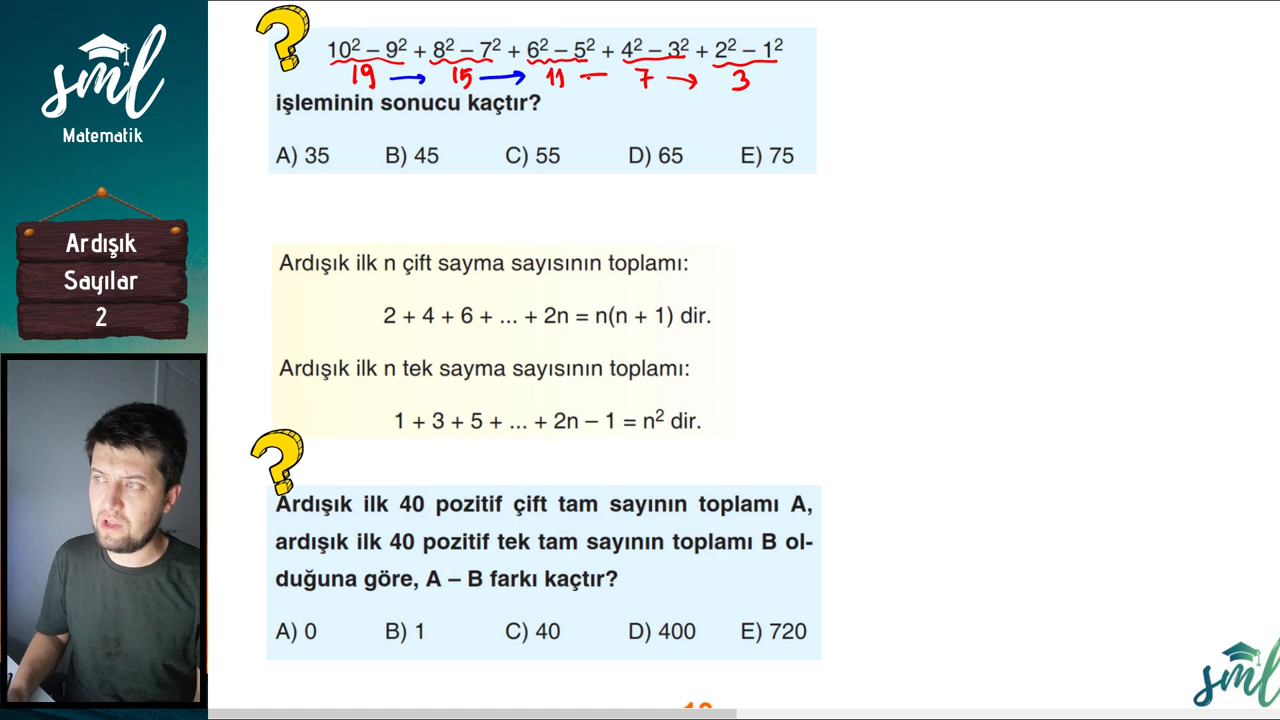 sml
Matematik
Ardışık
Sayılar
2
10² – 9² + 8² – 7² + 6² – 5² + 4² – 3² + 2² – 1²
19 → 15 → 11 – 7 → 3
işleminin sonucu kaçtır?
A) 35 B) 45 C) 55 D) 65 E) 75
Ardışık ilk n çift sayma sayısının toplamı:
2 + 4 + 6 + ... + 2n = n(n + 1) dir.
Ardışık ilk n tek sayma sayısının toplamı:
1 + 3 + 5 + ... + 2n – 1 = n² dir.
Ardışık ilk 40 pozitif çift tam sayının toplamı A,
ardışık ilk 40 pozitif tek tam sayının toplamı B ol-
duğuna göre, A – B farkı kaçtır?
A) 0 B) 1 C) 40 D) 400 E) 720
sml